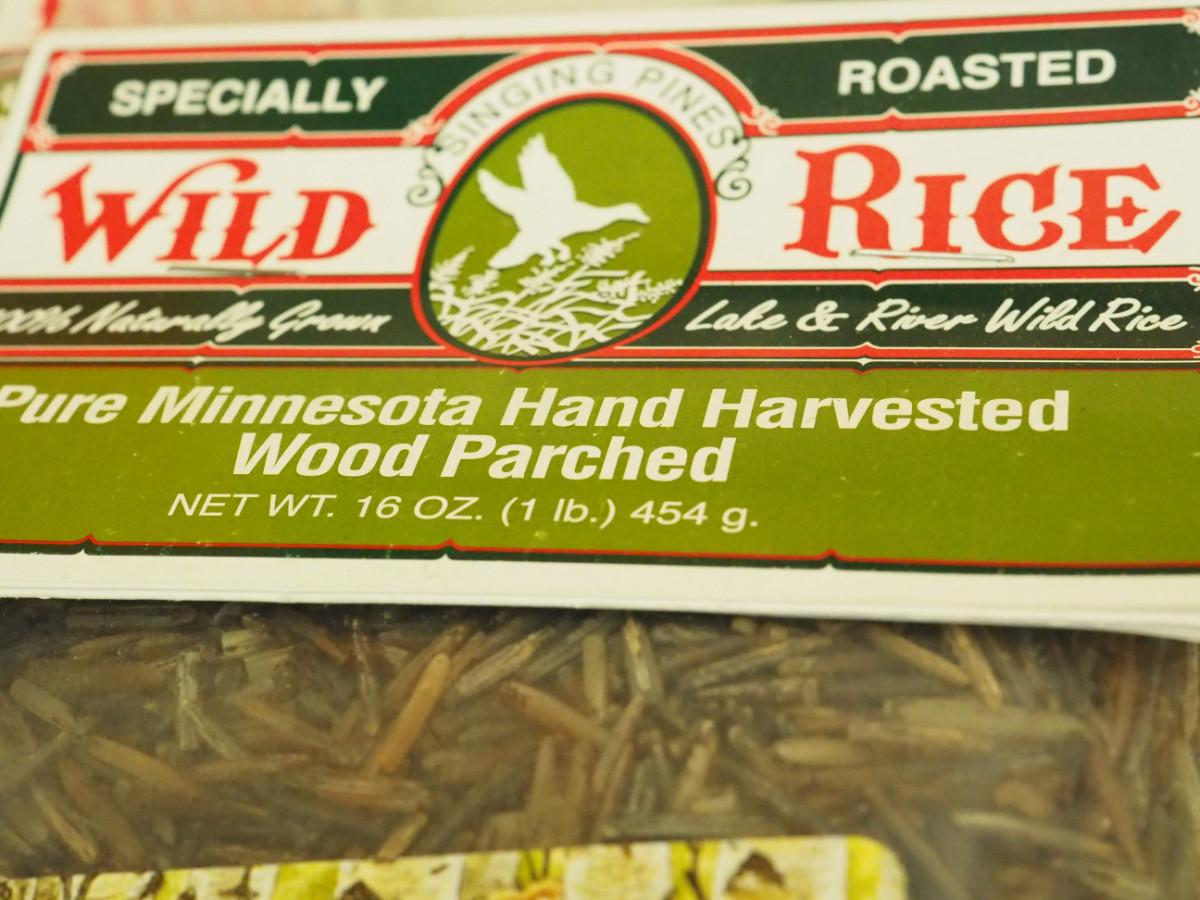 SPECIALLY
ROASTED
SINGING PINES
WILD
RICE
Naturally Grown
Lake & River Wild Rice
Pure Minnesota Hand Harvested
Wood Parched
NET WT. 16 OZ. (1 lb.) 454 g.